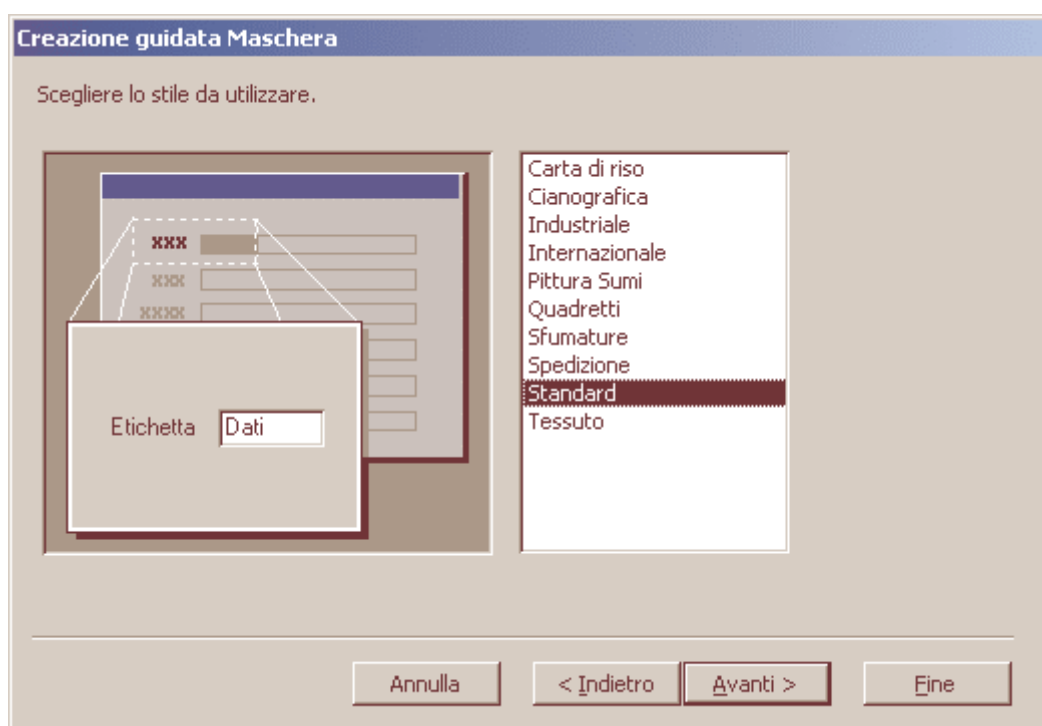 Creazione guidata Maschera
Scegliere lo stile da utilizzare.
xxx
xxx
xxxx
Etichetta
Dati
Carta di riso
Cianografica
Industriale
Internazionale
Pittura Sumi
Quadretti
Sfumature
Spedizione
Standard
Tessuto
Annulla
< Indietro
Avanti >
Fine